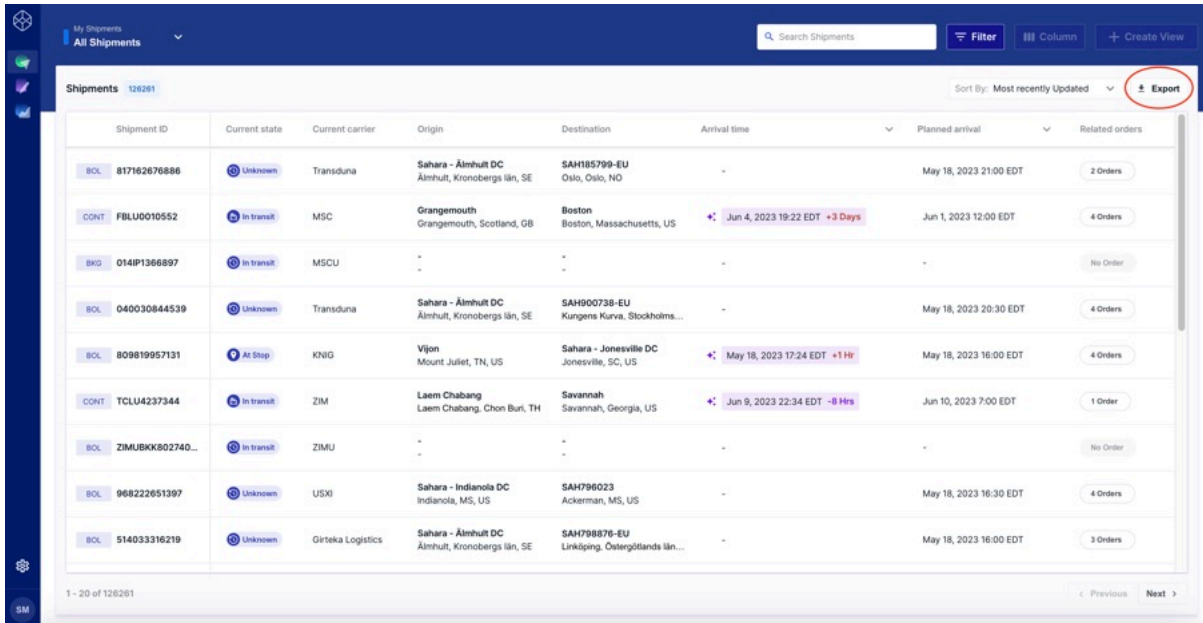 My Shipments
All Shipments
Search Shipments
Filter
Column
+ Create View
Shipments 126261
Sort By: Most recently Updated
Export
Shipment ID Current state Current carrier Origin Destination Arrival time Planned arrival Related orders
BOL 817162676886 Unknown Transduna Sahara - Älmhult DC SAH185799-EU - May 18, 2023 21:00 EDT 2 Orders
Älmhult, Kronobergs län, SE Oslo, Oslo, NO
CONT FBLU0010552 In transit MSC Grangemouth Boston Jun 4, 2023 19:22 EDT +3 Days Jun 1, 2023 12:00 EDT 4 Orders
Grangemouth, Scotland, GB Boston, Massachusetts, US
BKG 014IP1366897 In transit MSCU - - - - No Order
- -
BOL 040030844539 Unknown Transduna Sahara - Älmhult DC SAH900738-EU - May 18, 2023 20:30 EDT 4 Orders
Älmhult, Kronobergs län, SE Kungens Kurva, Stockholms...
BOL 809819957131 At Stop KNIG Vijon Sahara - Jonesville DC May 18, 2023 17:24 EDT +1 Hr May 18, 2023 16:00 EDT 4 Orders
Mount Juliet, TN, US Jonesville, SC, US
CONT TCLU4237344 In transit ZIM Laem Chabang Savannah Jun 9, 2023 22:34 EDT -8 Hrs Jun 10, 2023 7:00 EDT 1 Order
Laem Chabang, Chon Buri, TH Savannah, Georgia, US
BOL ZIMUBKK802740... In transit ZIMU - - - - No Order
- -
BOL 968222651397 Unknown USXI Sahara - Indianola DC SAH796023 - May 18, 2023 16:30 EDT 4 Orders
Indianola, MS, US Ackerman, MS, US
BOL 514033316219 Unknown Girteka Logistics Sahara - Älmhult DC SAH798876-EU - May 18, 2023 16:00 EDT 3 Orders
Älmhult, Kronobergs län, SE Linköping, Östergötlands län...
1 - 20 of 126261
< Previous Next >
SM